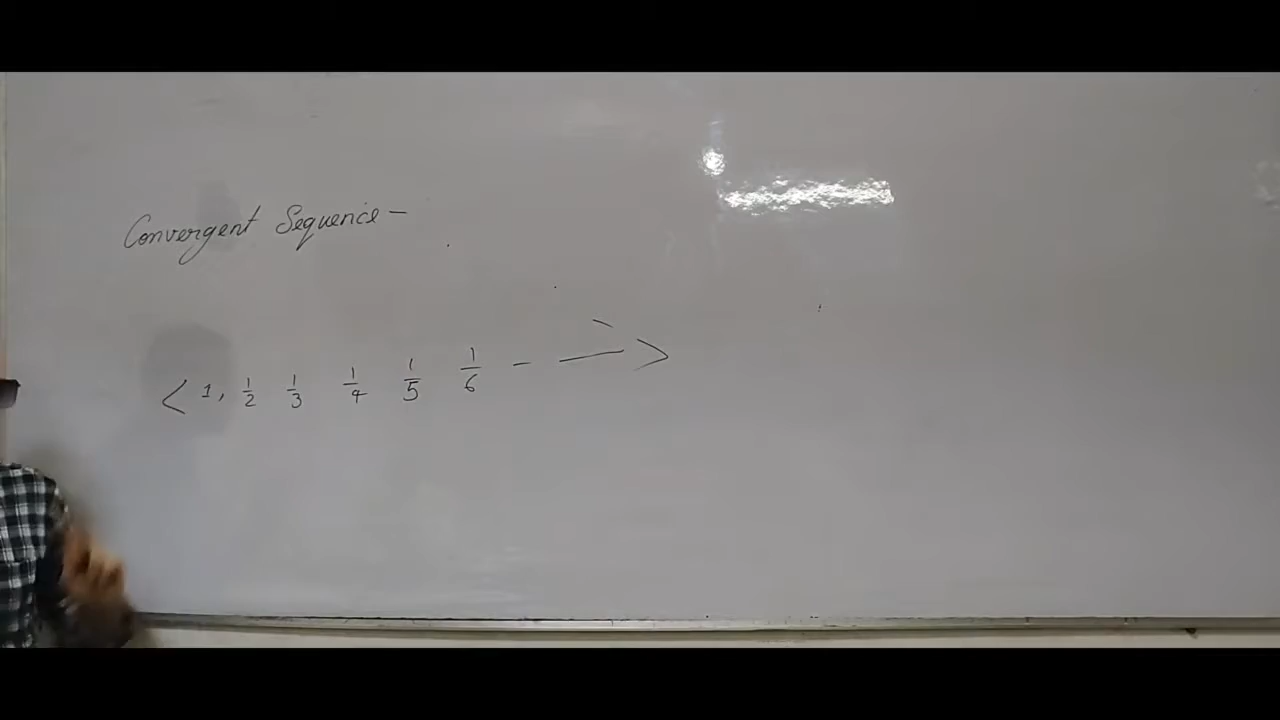 Convergent Sequence -
< 1, 1/2 1/3 1/4 1/5 1/6 - — >